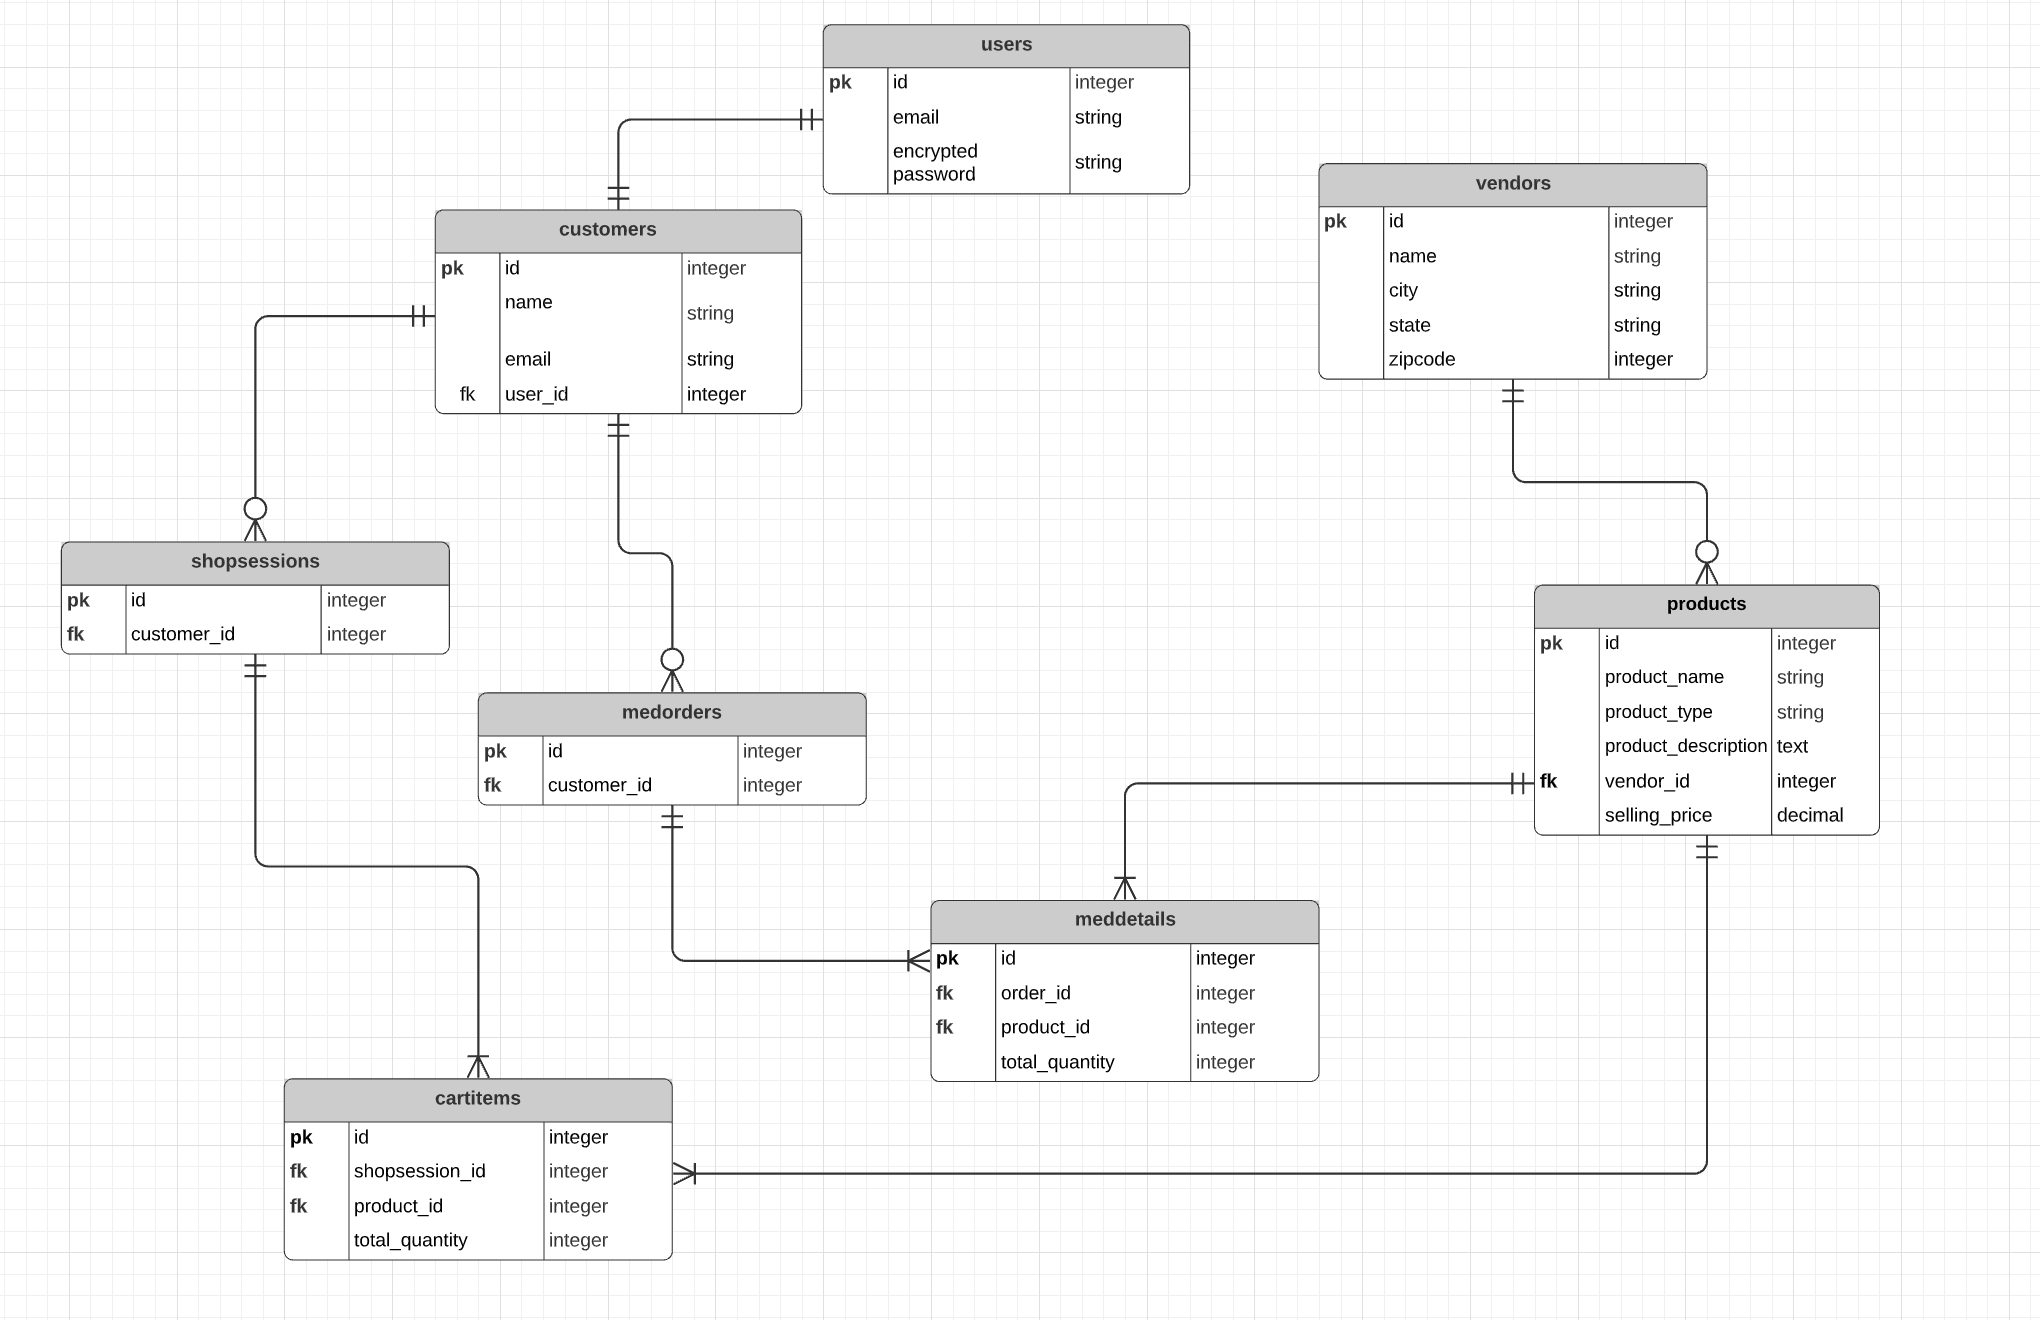 users
pk id integer
email string
encrypted
password string
vendors
pk id integer
name string
city string
state string
zipcode integer
customers
pk id integer
name
string
email string
fk user_id integer
shopsessions
pk id integer
fk customer_id integer
products
pk id integer
product_name string
product_type string
product_description text
fk vendor_id integer
selling_price decimal
medorders
pk id integer
fk customer_id integer
meddetails
pk id integer
fk order_id integer
fk product_id integer
total_quantity integer
cartitems
pk id integer
fk shopsession_id integer
fk product_id integer
total_quantity integer